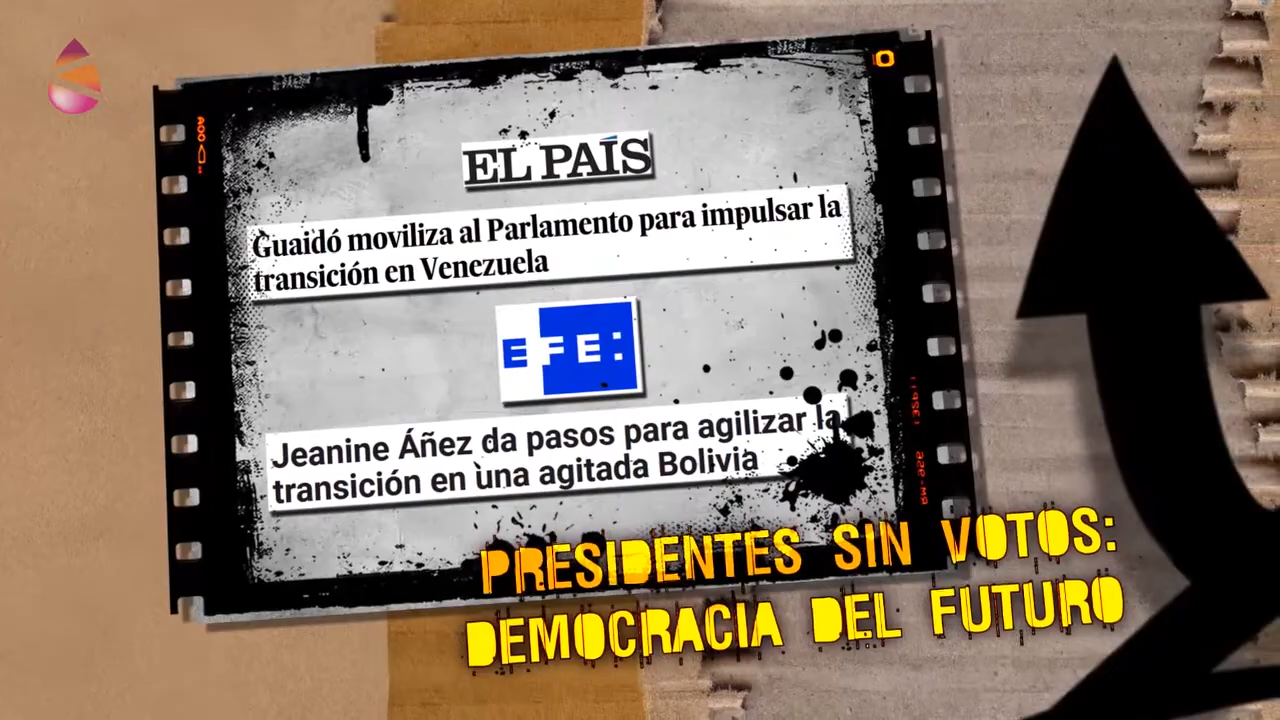 EL PAÍS
Guaidó moviliza al Parlamento para impulsar la
transición en Venezuela
EFE:
Jeanine Áñez da pasos para agilizar la
transición en una agitada Bolivia
PRESIDENTES SIN VOTOS:
DEMOCRACIA DEL FUTURO